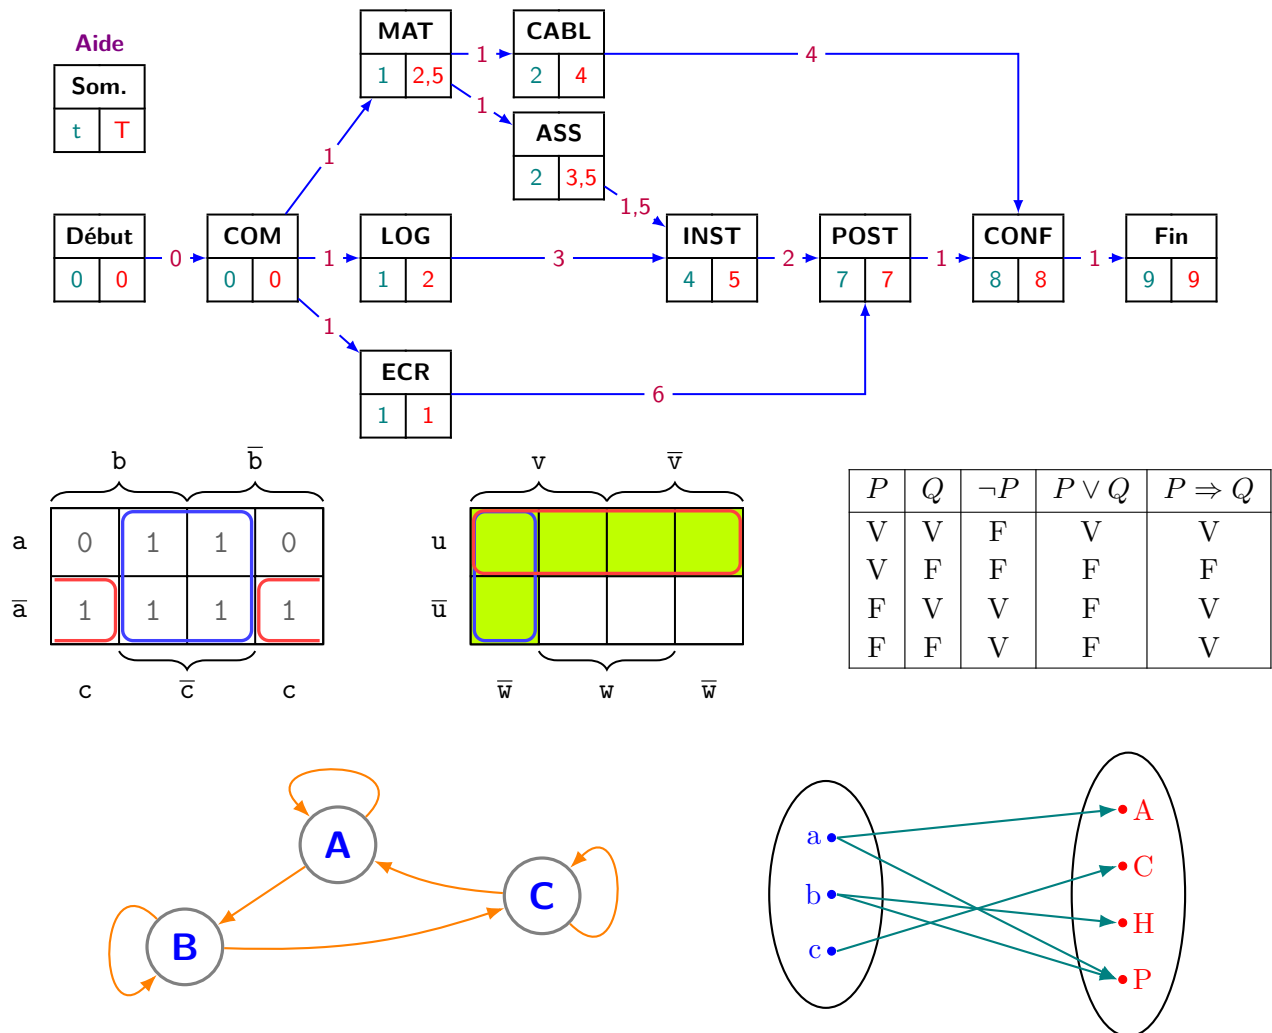 Aide
Som.
t T
MAT
1 2,5
CABL
2 4
ASS
2 3,5
Début
0 0
COM
0 0
LOG
1 2
INST
4 5
POST
7 7
CONF
8 8
Fin
9 9
ECR
1 1
0
1
1
1
1
1
4
1,5
3
2
1
1
6
b b̅
a 0 1 1 0
a̅ 1 1 1 1
c c̅ c
v v̅
u
u̅
w̅ w w̅
P Q ¬P P ∨ Q P ⇒ Q
V V F V V
V F F F F
F V V F V
F F V F V
A
B
C
a
b
c
A
C
H
P